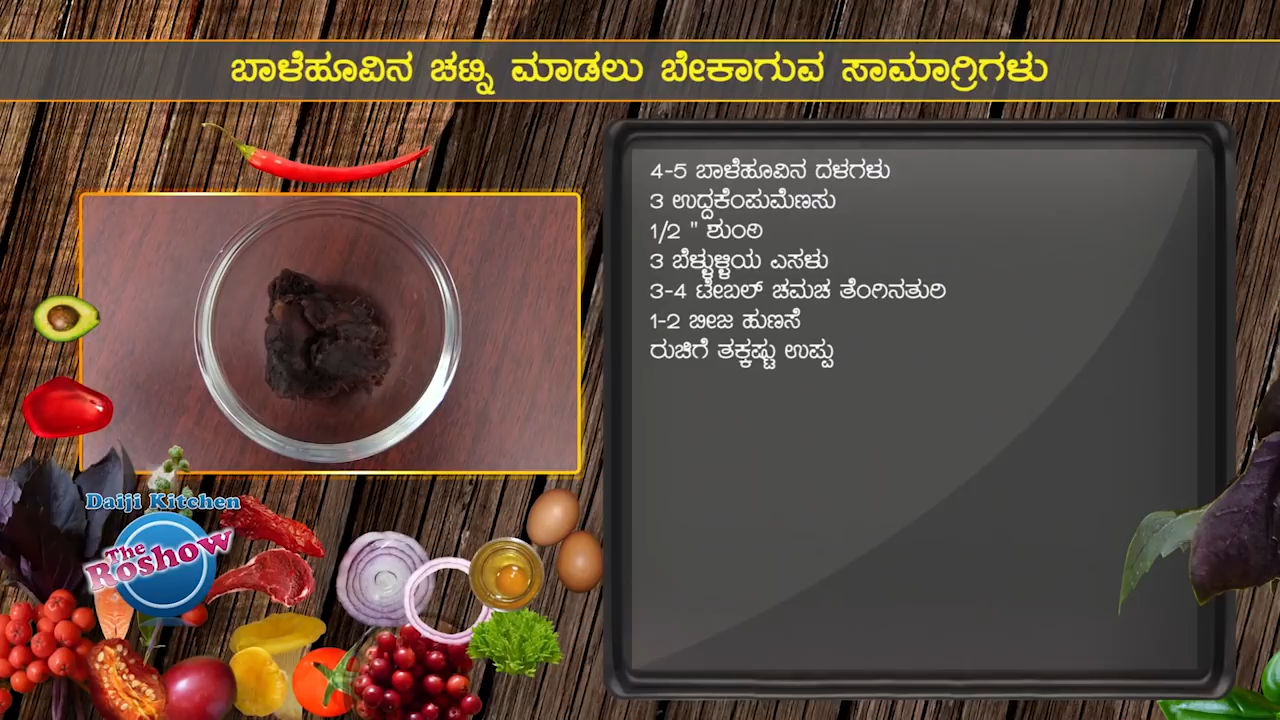 ಬಾಳೆಹೂವಿನ ಚಟ್ನಿ ಮಾಡಲು ಬೇಕಾಗುವ ಸಾಮಾಗ್ರಿಗಳು
4-5 ಬಾಳೆಹೂವಿನ ದಳಗಳು
3 ಉದ್ದಕೆಂಪುಮೆಣಸು
1/2 " ಶುಂಠಿ
3 ಬೆಳ್ಳುಳ್ಳಿಯ ಎಸಳು
3-4 ಟೇಬಲ್ ಚಮಚ ತೆಂಗಿನತುರಿ
1-2 ಬೀಜ ಹುಣಸೆ
ರುಚಿಗೆ ತಕ್ಕಷ್ಟು ಉಪ್ಪು
Daiji Kitchen
The
Roshow